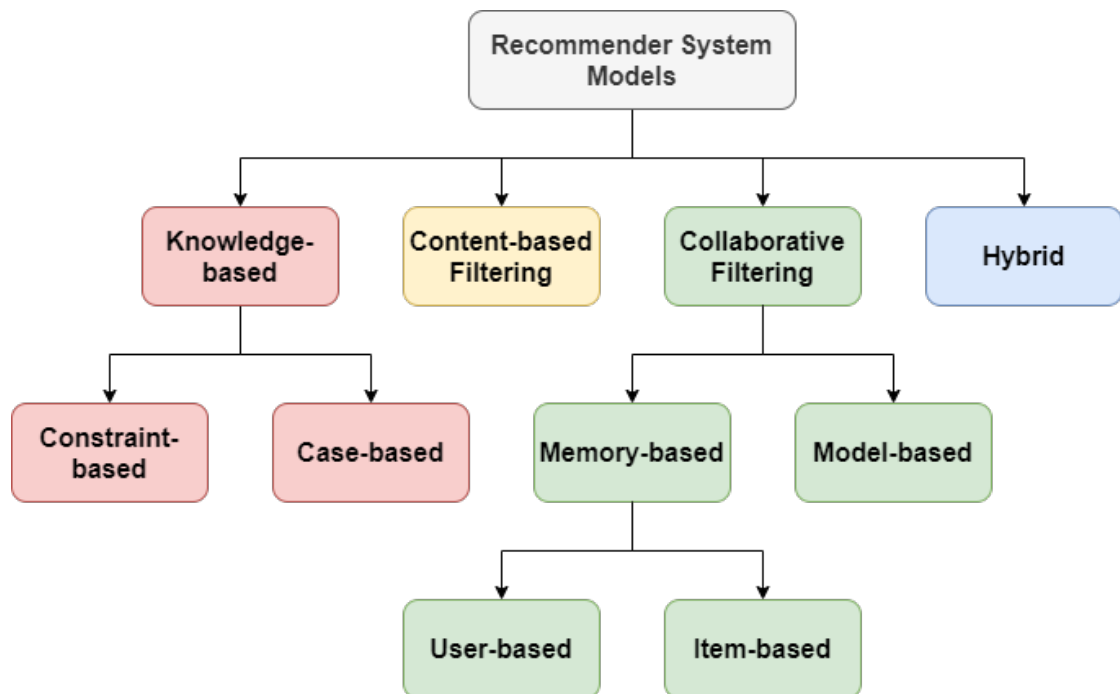 Recommender System
Models
Knowledge-
based
Content-based
Filtering
Collaborative
Filtering
Hybrid
Constraint-
based
Case-based
Memory-based
Model-based
User-based
Item-based